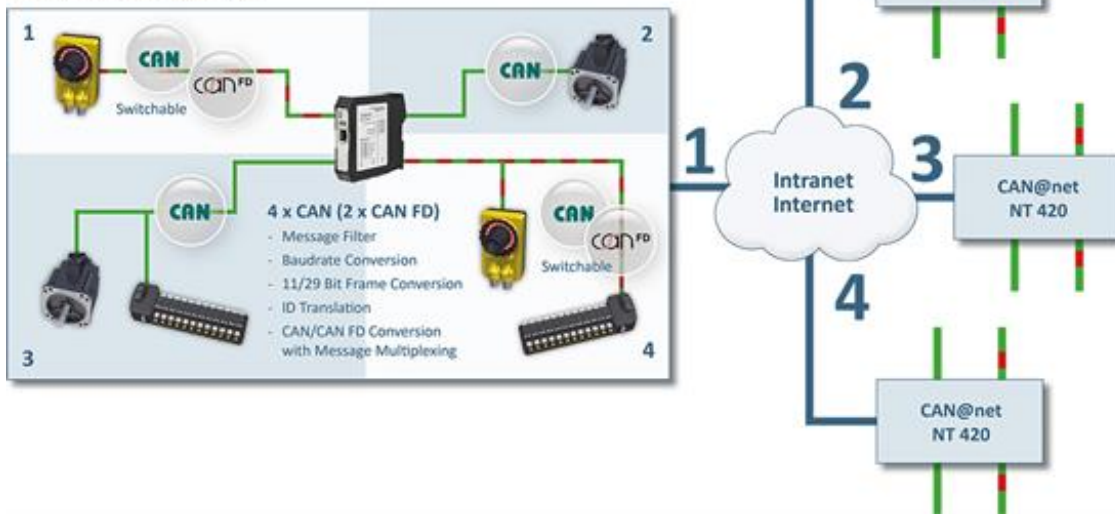 1
CAN
CAN FD
Switchable
CAN
2
CAN
4 x CAN (2 x CAN FD)
- Message Filter
- Baudrate Conversion
- 11/29 Bit Frame Conversion
- ID Translation
- CAN/CAN FD Conversion
with Message Multiplexing
CAN
CAN FD
Switchable
3
4
1
2
3
4
Intranet
Internet
CAN@net
NT 420
CAN@net
NT 420